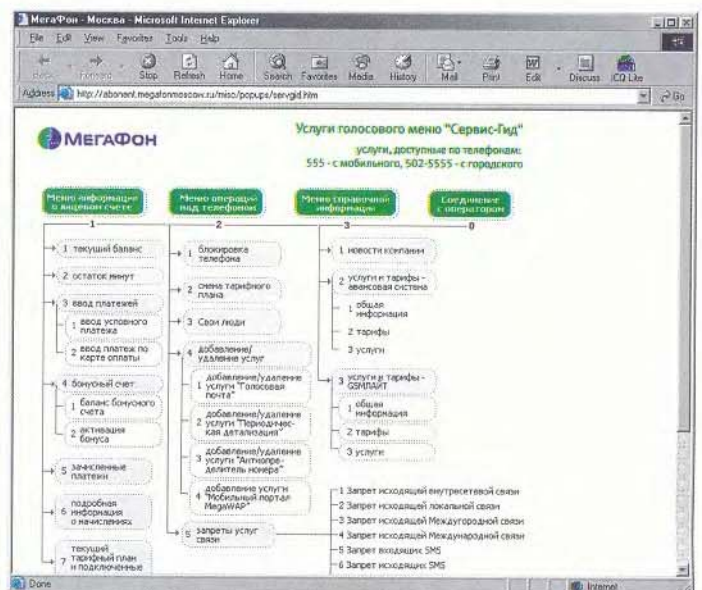 МегаФон - Москва - Microsoft Internet Explorer
File Edit View Favorites Tools Help
Back Forward Stop Refresh Home Search Favorites Media History Mail Print Edit Discuss ICQ Lite
Address http://abonent.megafonmoscow.ru/misc/popups/servgid.htm Go
МЕГАФОН
Услуги голосового меню "Сервис-Гид"
услуги, доступные по телефонам:
555 - с мобильного, 502-5555 - с городского
Меню информации
о лицевом счете
1
1 текущий баланс
2 остаток минут
3 ввод платежей
1 ввод условного
платежа
2 ввод платеж по
карте оплаты
4 бонусный счет
1 баланс бонусного
счета
2 активация
бонуса
5 зачисленные
платежи
6 подробная
информация
о начислениях
7 текущий
тарифный план
и подключенные
Меню операции
над телефоном
2
1 блокировка
телефона
2 смена тарифного
плана
3 Свои люди
4 добавление/
удаление услуг
1 добавление/удаление
услуги "Голосовая
почта"
2 добавление/удаление
услуги "Периодичес-
кая детализация"
3 добавление/удаление
услуги "Антиопре-
делитель номера"
4 добавление услуги
"Мобильный портал
MegaWAP"
5 запреты услуг
связи
1 Запрет исходящей внутресетевой связи
2 Запрет исходящей локальной связи
3 Запрет исходящей Междугородной связи
4 Запрет исходящей Международной связи
5 Запрет входящих SMS
6 Запрет исходящих SMS
Меню справочной
информации
3
1 новости компании
2 услуги и тарифы -
авансовая система
1 общая
информация
2 тарифы
3 услуги
3 услуги и тарифы -
GSMЛАЙТ
1 общая
информация
2 тарифы
3 услуги
Соединение
с оператором
0
Done
Internet